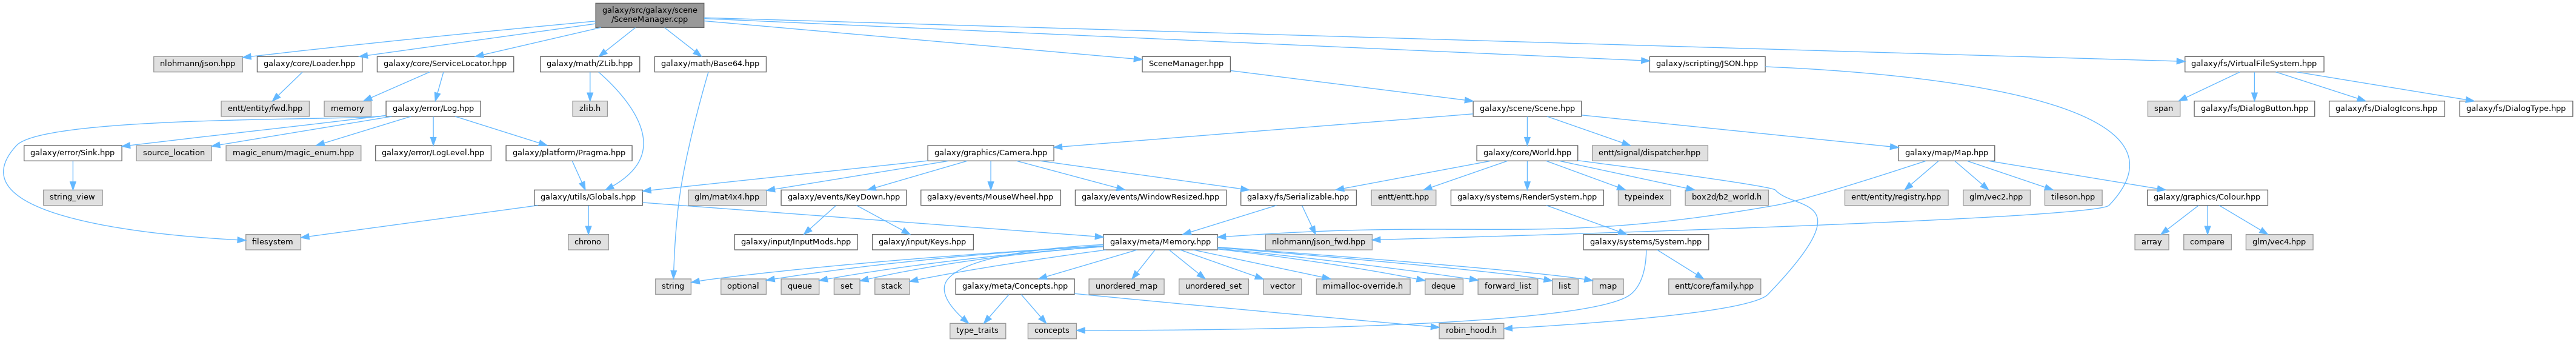 galaxy/src/galaxy/scene
/SceneManager.cpp
nlohmann/json.hpp
galaxy/core/Loader.hpp
galaxy/core/ServiceLocator.hpp
galaxy/math/ZLib.hpp
galaxy/math/Base64.hpp
SceneManager.hpp
galaxy/scripting/JSON.hpp
galaxy/fs/VirtualFileSystem.hpp
entt/entity/fwd.hpp
memory
galaxy/error/Log.hpp
zlib.h
galaxy/scene/Scene.hpp
span
galaxy/fs/DialogButton.hpp
galaxy/fs/DialogIcons.hpp
galaxy/fs/DialogType.hpp
galaxy/error/Sink.hpp
source_location
magic_enum/magic_enum.hpp
galaxy/error/LogLevel.hpp
galaxy/platform/Pragma.hpp
galaxy/graphics/Camera.hpp
galaxy/core/World.hpp
entt/signal/dispatcher.hpp
galaxy/map/Map.hpp
string_view
galaxy/utils/Globals.hpp
glm/mat4x4.hpp
galaxy/events/KeyDown.hpp
galaxy/events/MouseWheel.hpp
galaxy/events/WindowResized.hpp
galaxy/fs/Serializable.hpp
entt/entt.hpp
galaxy/systems/RenderSystem.hpp
typeindex
box2d/b2_world.h
entt/entity/registry.hpp
glm/vec2.hpp
tileson.hpp
galaxy/graphics/Colour.hpp
filesystem
chrono
galaxy/input/InputMods.hpp
galaxy/input/Keys.hpp
galaxy/meta/Memory.hpp
nlohmann/json_fwd.hpp
galaxy/systems/System.hpp
array
compare
glm/vec4.hpp
string
optional
queue
set
stack
galaxy/meta/Concepts.hpp
unordered_map
unordered_set
vector
mimalloc-override.h
deque
forward_list
list
map
entt/core/family.hpp
type_traits
concepts
robin_hood.h